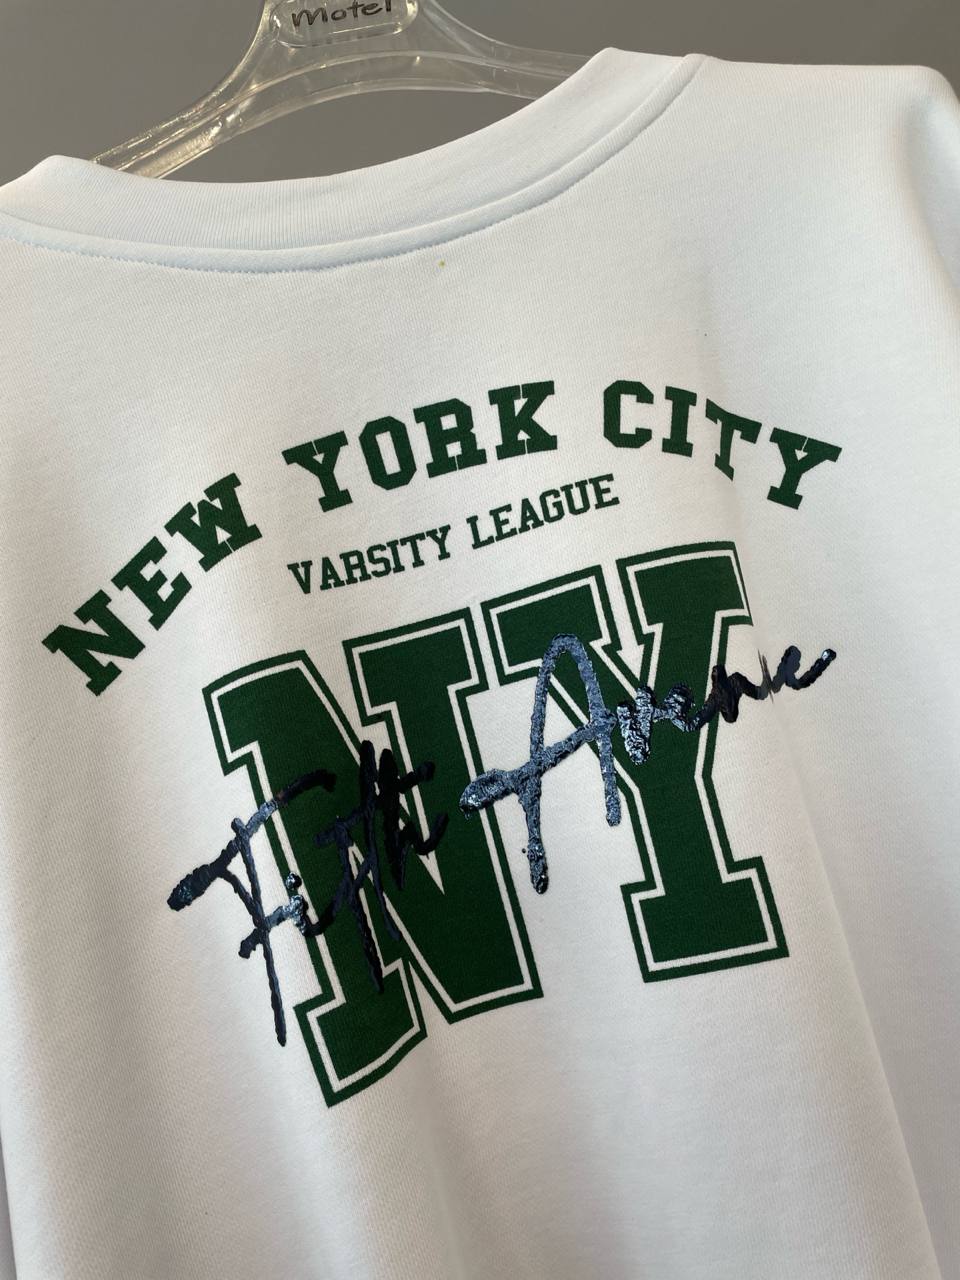 Motel
NEW YORK CITY
VARSITY LEAGUE
NY
Fifth Avenue